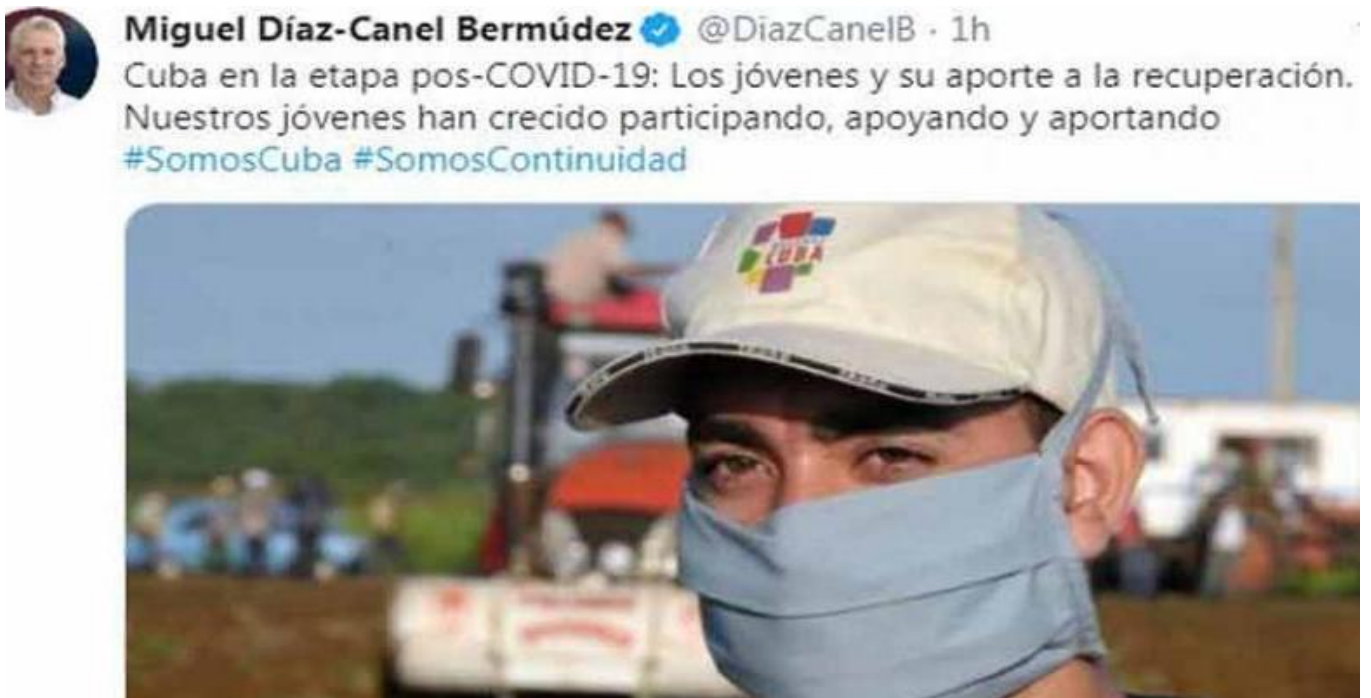 Miguel Díaz-Canel Bermúdez @DiazCanelB · 1h
Cuba en la etapa pos-COVID-19: Los jóvenes y su aporte a la recuperación.
Nuestros jóvenes han crecido participando, apoyando y aportando
#SomosCuba #SomosContinuidad
CUBA